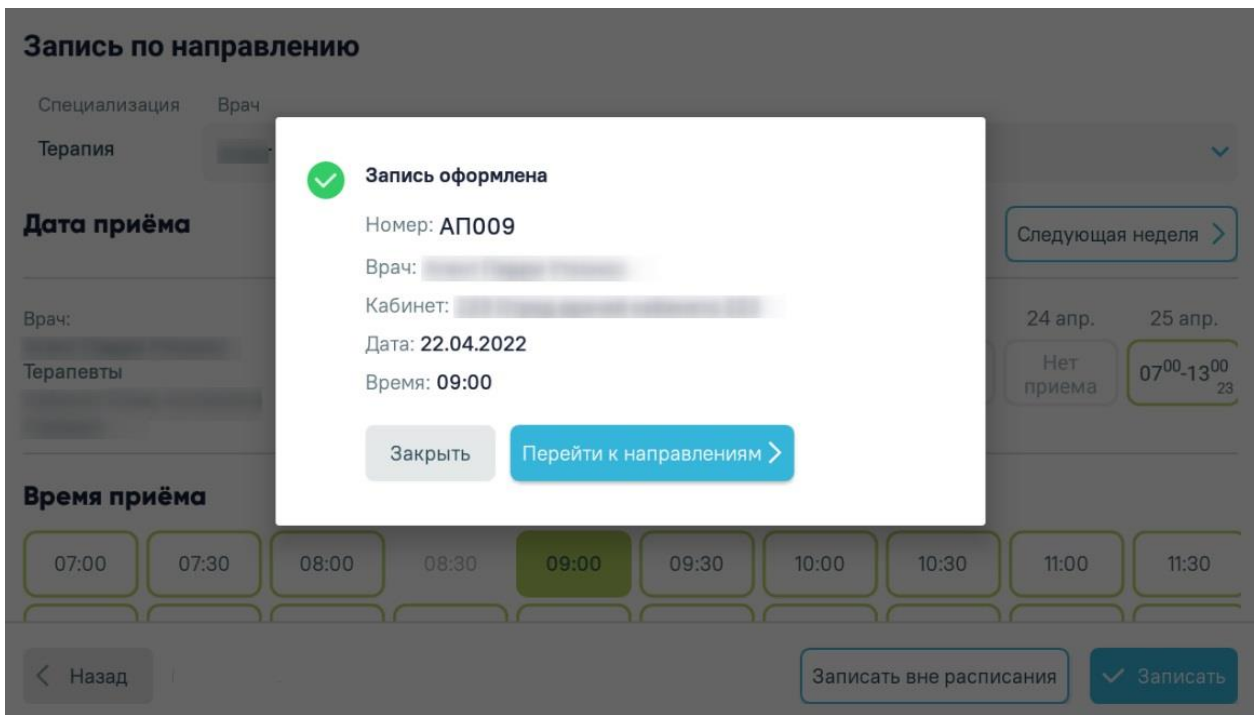 Запись по направлению
Специализация Врач
Терапия
Запись оформлена
Номер: АП009
Врач:
Кабинет:
Дата: 22.04.2022
Время: 09:00
Закрыть Перейти к направлениям
Дата приёма
Следующая неделя
Врач:
Терапевты
24 апр. 25 апр.
Нет приема
0700-1300
23
Время приёма
07:00 07:30 08:00 08:30 09:00 09:30 10:00 10:30 11:00 11:30
Назад Записать вне расписания Записать